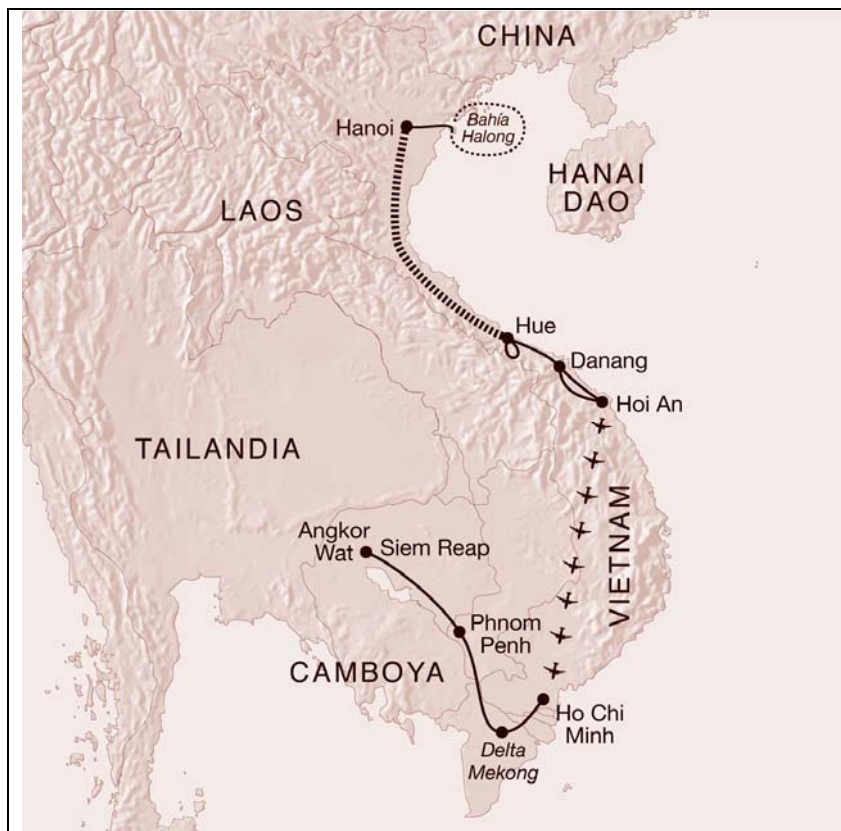 CHINA
Hanoi
Bahía
Halong
HANAI
DAO
LAOS
Hue
Danang
Hoi An
TAILANDIA
VIETNAM
Angkor
Wat
Siem Reap
Phnom
Penh
CAMBOYA
Ho Chi
Minh
Delta
Mekong